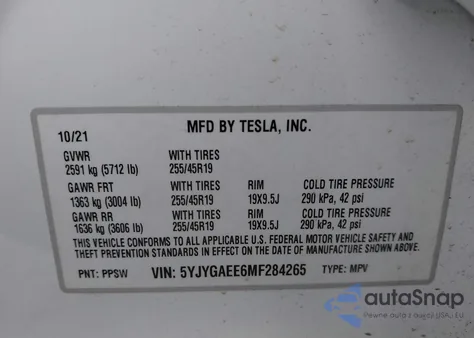 MFD BY TESLA, INC.
10/21
GVWR WITH TIRES
2591 kg (5712 lb) 255/45R19
GAWR FRT WITH TIRES RIM COLD TIRE PRESSURE
1363 kg (3004 lb) 255/45R19 19X9.5J 290 kPa, 42 psi
GAWR RR WITH TIRES RIM COLD TIRE PRESSURE
1636 kg (3606 lb) 255/45R19 19X9.5J 290 kPa, 42 psi
THIS VEHICLE CONFORMS TO ALL APPLICABLE U.S. FEDERAL MOTOR VEHICLE SAFETY AND
THEFT PREVENTION STANDARDS IN EFFECT ON THE DATE OF MANUFACTURE SHOWN ABOVE.
PNT: PPSW VIN: 5YJYGAEE6MF284265 TYPE: MPV
autoSnap
Pewne auta z USA i EU